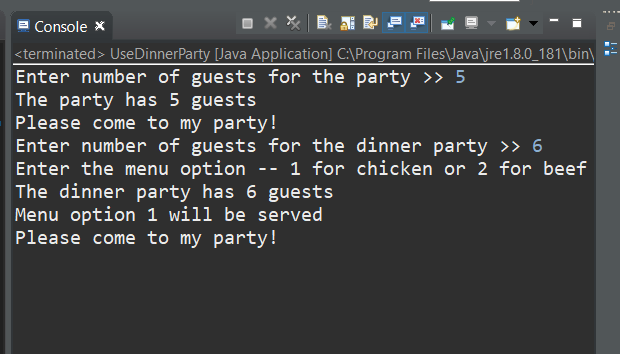 Console
<terminated> UseDinnerParty [Java Application] C:\Program Files\Java\jre1.8.0_181\bin\
Enter number of guests for the party >> 5
The party has 5 guests
Please come to my party!
Enter number of guests for the dinner party >> 6
Enter the menu option -- 1 for chicken or 2 for beef
The dinner party has 6 guests
Menu option 1 will be served
Please come to my party!